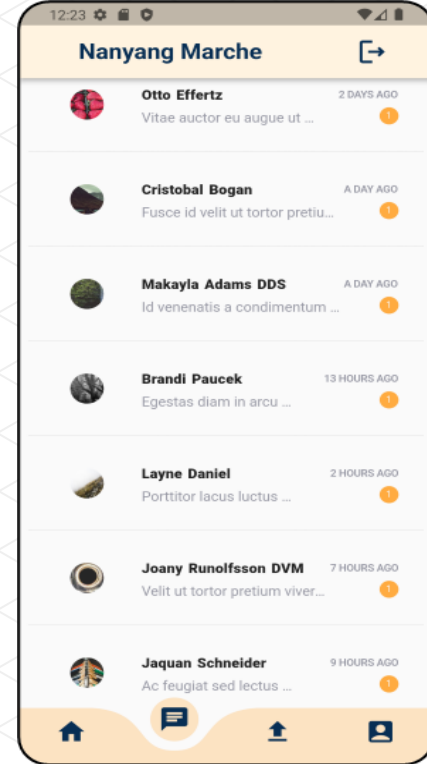 12:23
Nanyang Marche
Otto Effertz 2 DAYS AGO
Vitae auctor eu augue ut ... 1
Cristobal Bogan A DAY AGO
Fusce id velit ut tortor pretiu... 1
Makayla Adams DDS A DAY AGO
Id venenatis a condimentum ... 1
Brandi Paucek 13 HOURS AGO
Egestas diam in arcu ... 1
Layne Daniel 2 HOURS AGO
Porttitor lacus luctus ... 1
Joany Runolfsson DVM 7 HOURS AGO
Velit ut tortor pretium viver... 1
Jaquan Schneider 9 HOURS AGO
Ac feugiat sed lectus ... 1